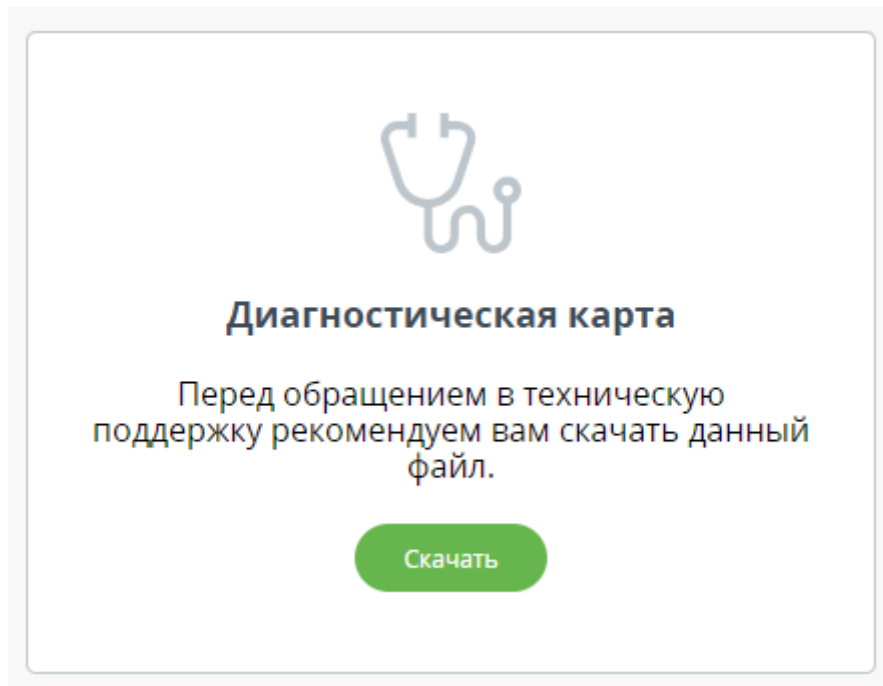 Диагностическая карта
Перед обращением в техническую
поддержку рекомендуем вам скачать данный
файл.
Скачать